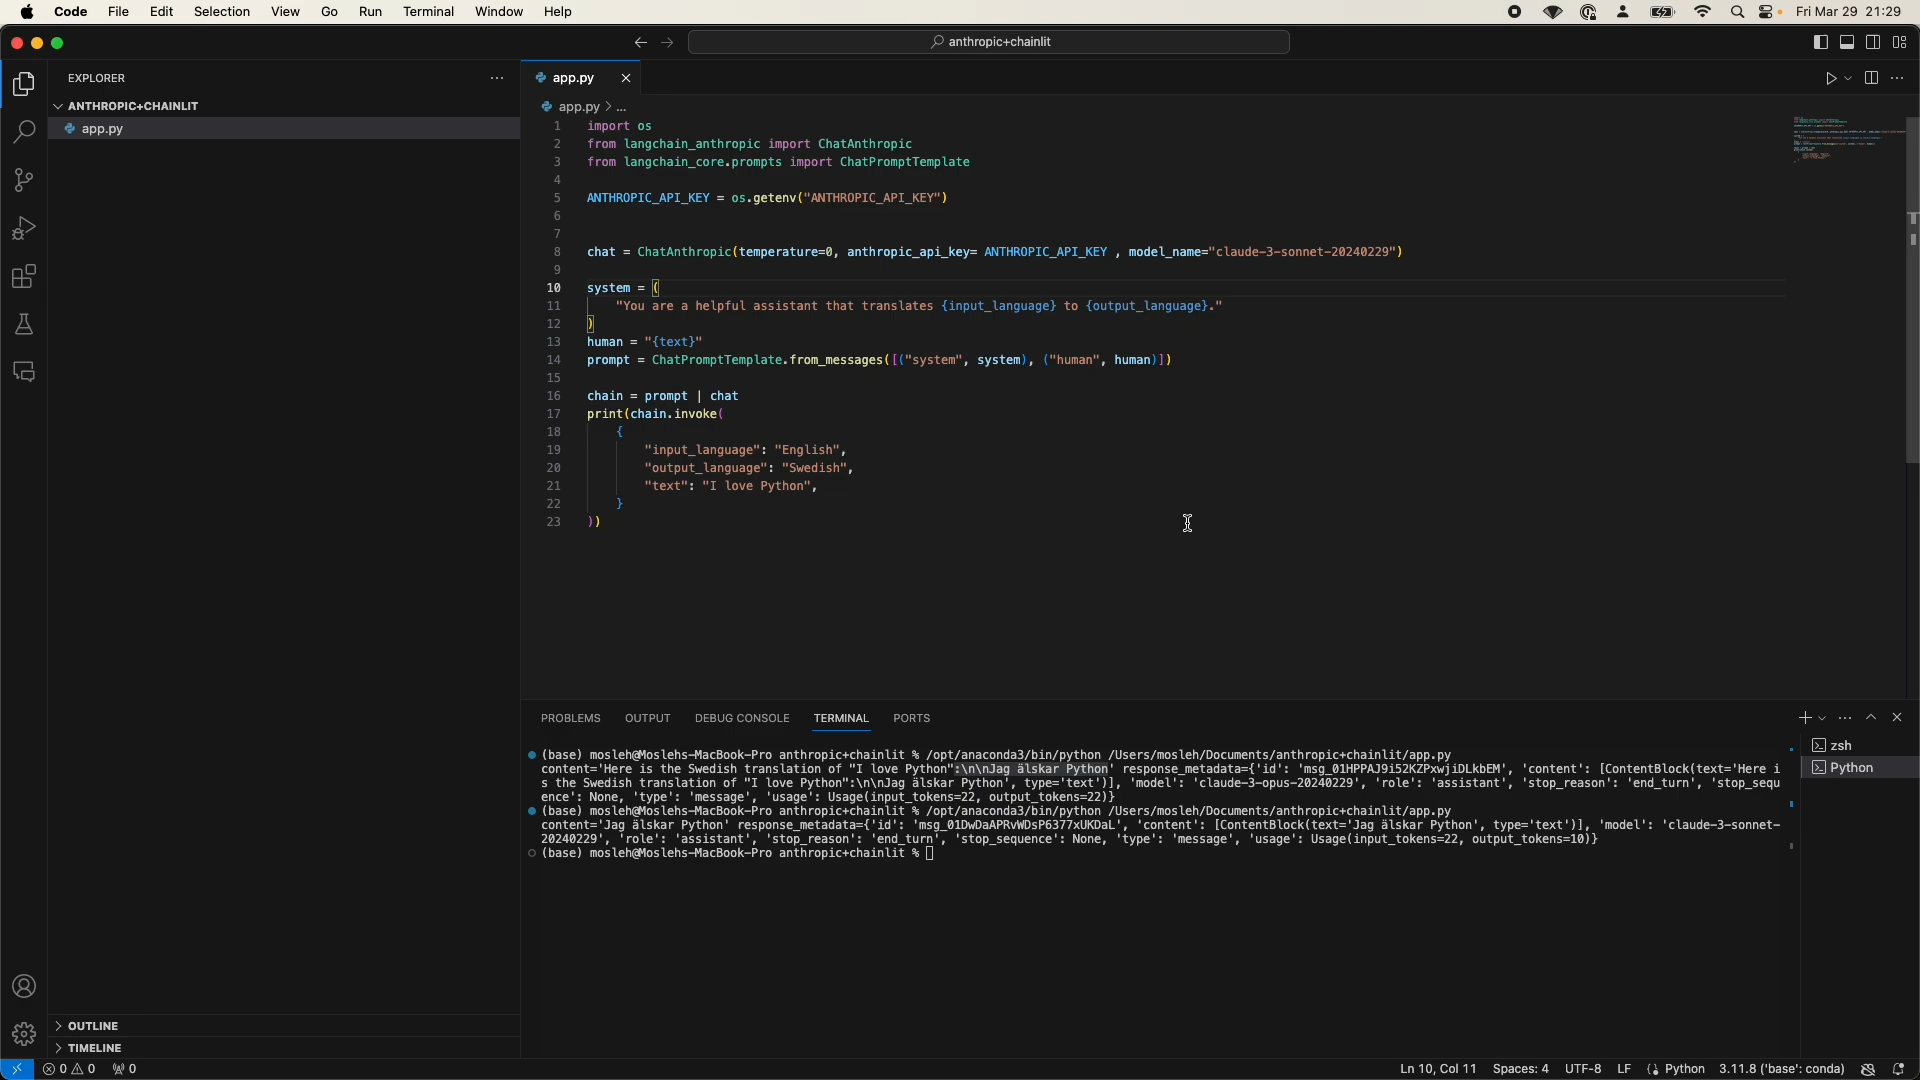 Code File Edit Selection View Go Run Terminal Window Help Fri Mar 29 21:29
anthropic+chainlit
EXPLORER
ANTHROPIC+CHAINLIT
app.py
app.py
app.py > ...
1 import os
2 from langchain_anthropic import ChatAnthropic
3 from langchain_core.prompts import ChatPromptTemplate
4
5 ANTHROPIC_API_KEY = os.getenv("ANTHROPIC_API_KEY")
6
7
8 chat = ChatAnthropic(temperature=0, anthropic_api_key= ANTHROPIC_API_KEY , model_name="claude-3-sonnet-20240229")
9
10 system = (
11 "You are a helpful assistant that translates {input_language} to {output_language}."
12 )
13 human = "{text}"
14 prompt = ChatPromptTemplate.from_messages([("system", system), ("human", human)])
15
16 chain = prompt | chat
17 print(chain.invoke(
18 {
19 "input_language": "English",
20 "output_language": "Swedish",
21 "text": "I love Python",
22 }
23 ))
PROBLEMS OUTPUT DEBUG CONSOLE TERMINAL PORTS
(base) mosleh@Moslehs-MacBook-Pro anthropic+chainlit % /opt/anaconda3/bin/python /Users/mosleh/Documents/anthropic+chainlit/app.py
content='Here is the Swedish translation of "I love Python":\n\nJag älskar Python' response_metadata={'id': 'msg_01HPPAJ9i52KZPxwjiDLkbEM', 'content': [ContentBlock(text='Here i
s the Swedish translation of "I love Python":\n\nJag älskar Python', type='text')], 'model': 'claude-3-opus-20240229', 'role': 'assistant', 'stop_reason': 'end_turn', 'stop_sequ
ence': None, 'type': 'message', 'usage': Usage(input_tokens=22, output_tokens=22)}
(base) mosleh@Moslehs-MacBook-Pro anthropic+chainlit % /opt/anaconda3/bin/python /Users/mosleh/Documents/anthropic+chainlit/app.py
content='Jag älskar Python' response_metadata={'id': 'msg_01DwDaAPRvWDsP6377xUKDaL', 'content': [ContentBlock(text='Jag älskar Python', type='text')], 'model': 'claude-3-sonnet-
20240229', 'role': 'assistant', 'stop_reason': 'end_turn', 'stop_sequence': None, 'type': 'message', 'usage': Usage(input_tokens=22, output_tokens=10)}
(base) mosleh@Moslehs-MacBook-Pro anthropic+chainlit %
zsh
Python
OUTLINE
TIMELINE
0 0 0 Ln 10, Col 11 Spaces: 4 UTF-8 LF Python 3.11.8 ('base': conda)